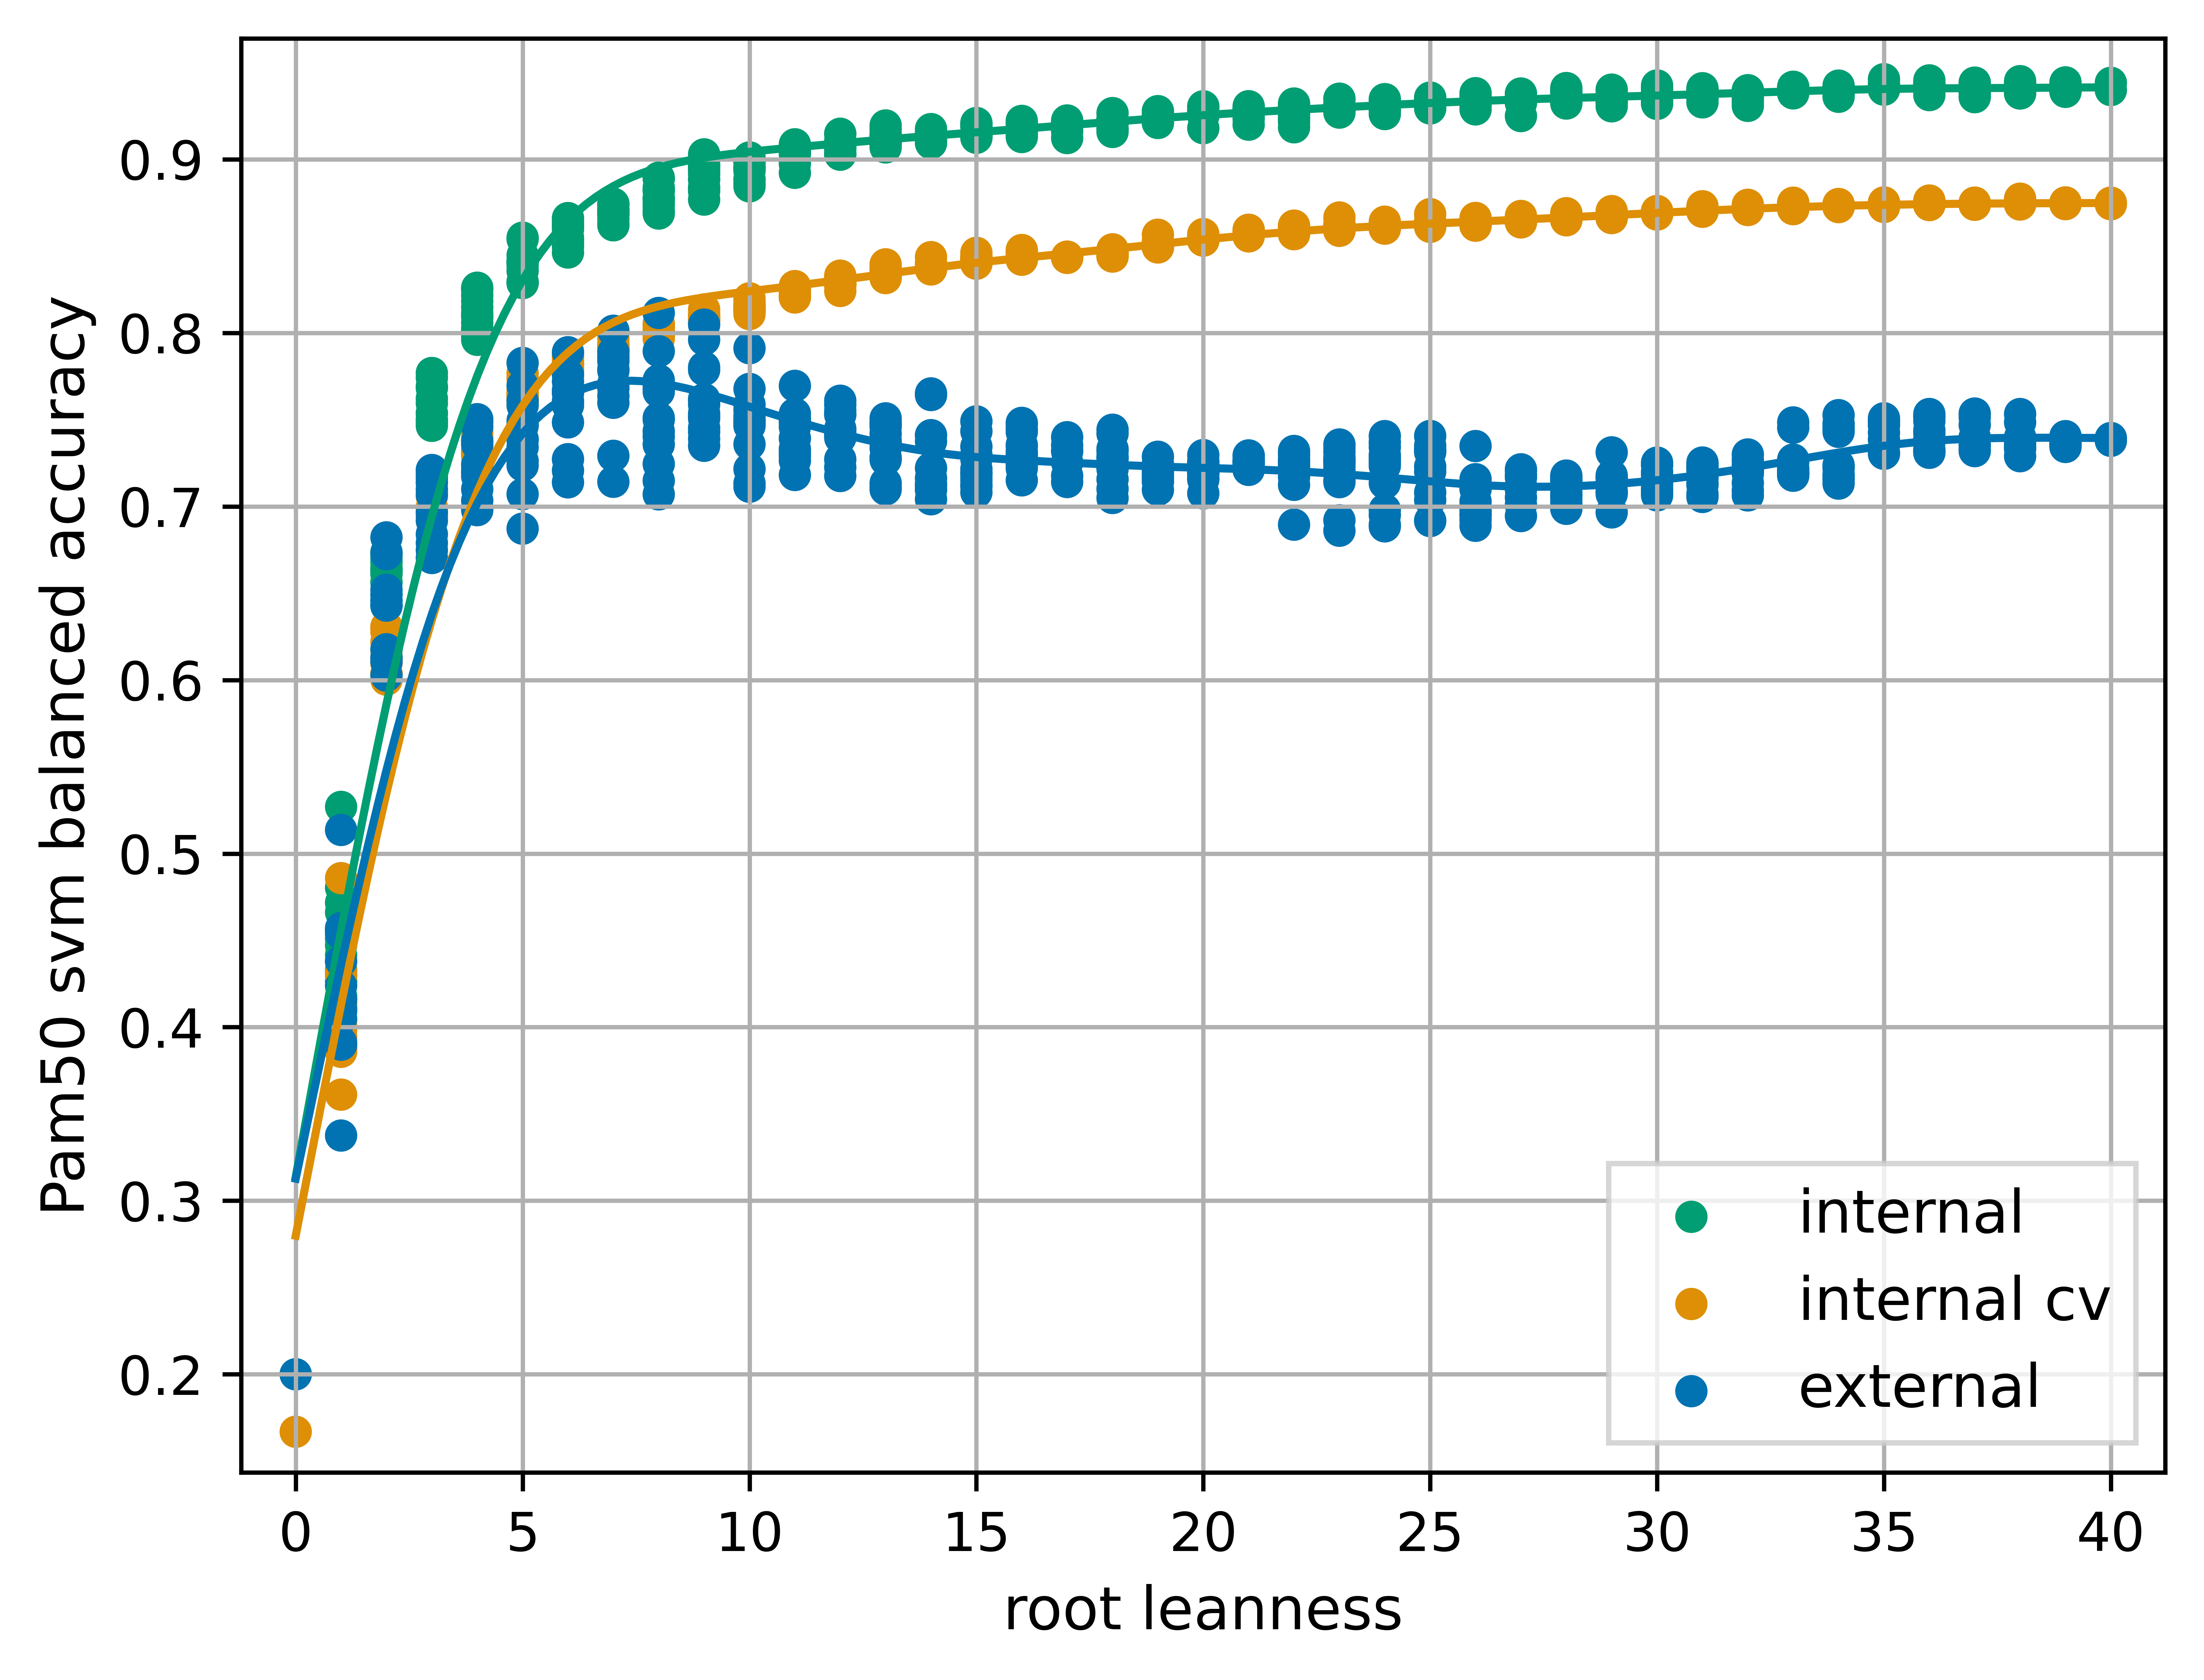 Pam50 svm balanced accuracy
0.9
0.8
0.7
0.6
0.5
0.4
0.3
0.2
0 5 10 15 20 25 30 35 40
root leanness
internal
internal cv
external